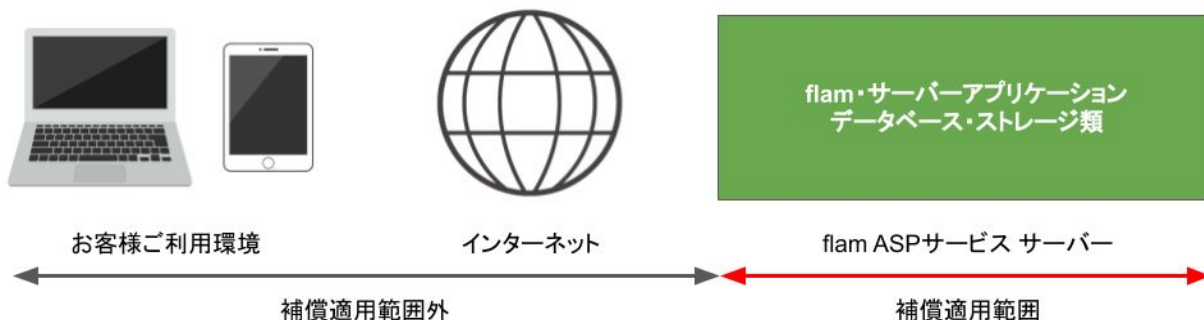 flam・サーバーアプリケーション
データベース・ストレージ類
お客様ご利用環境
インターネット
flam ASPサービス サーバー
補償適用範囲外
補償適用範囲